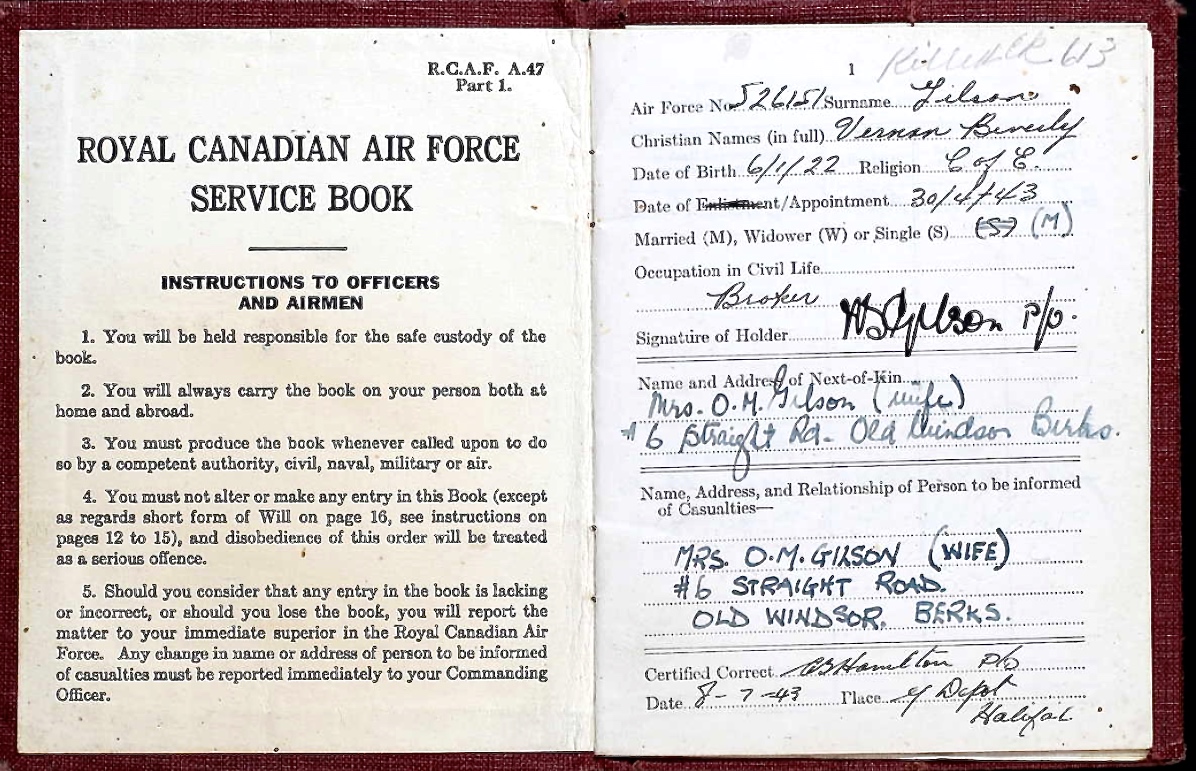 R.C.A.F. A.47
Part 1.
ROYAL CANADIAN AIR FORCE
SERVICE BOOK
INSTRUCTIONS TO OFFICERS
AND AIRMEN
1. You will be held responsible for the safe custody of the
book.
2. You will always carry the book on your person both at
home and abroad.
3. You must produce the book whenever called upon to do
so by a competent authority, civil, naval, military or air.
4. You must not alter or make any entry in this Book (except
as regards short form of Will on page 16, see instructions on
pages 12 to 15), and disobedience of this order will be treated
as a serious offence.
5. Should you consider that any entry in the book is lacking
or incorrect, or should you lose the book, you will report the
matter to your immediate superior in the Royal Canadian Air
Force. Any change in name or address of person to be informed
of casualties must be reported immediately to your Commanding
Officer.
613
1
Air Force No. J26151 Surname Gilson
Christian Names (in full) Vernon Beverly
Date of Birth 6/1/22 Religion C of E.
Date of Enlistment/Appointment 30/4/43
Married (M), Widower (W) or Single (S) (S) (M)
Occupation in Civil Life
Broker
Signature of Holder VB Gilson P/O.
Name and Address of Next-of-Kin
Mrs. O.M. Gilson (wife)
# 6 Straight Rd. Old Windsor Berks.
Name, Address, and Relationship of Person to be informed
of Casualties—
MRS. O.M. GILSON (WIFE)
#6 STRAIGHT ROAD
OLD WINDSOR, BERKS.
Certified Correct Hamilton P/O
Date 8-7-43 Place Y Depot
Halifax